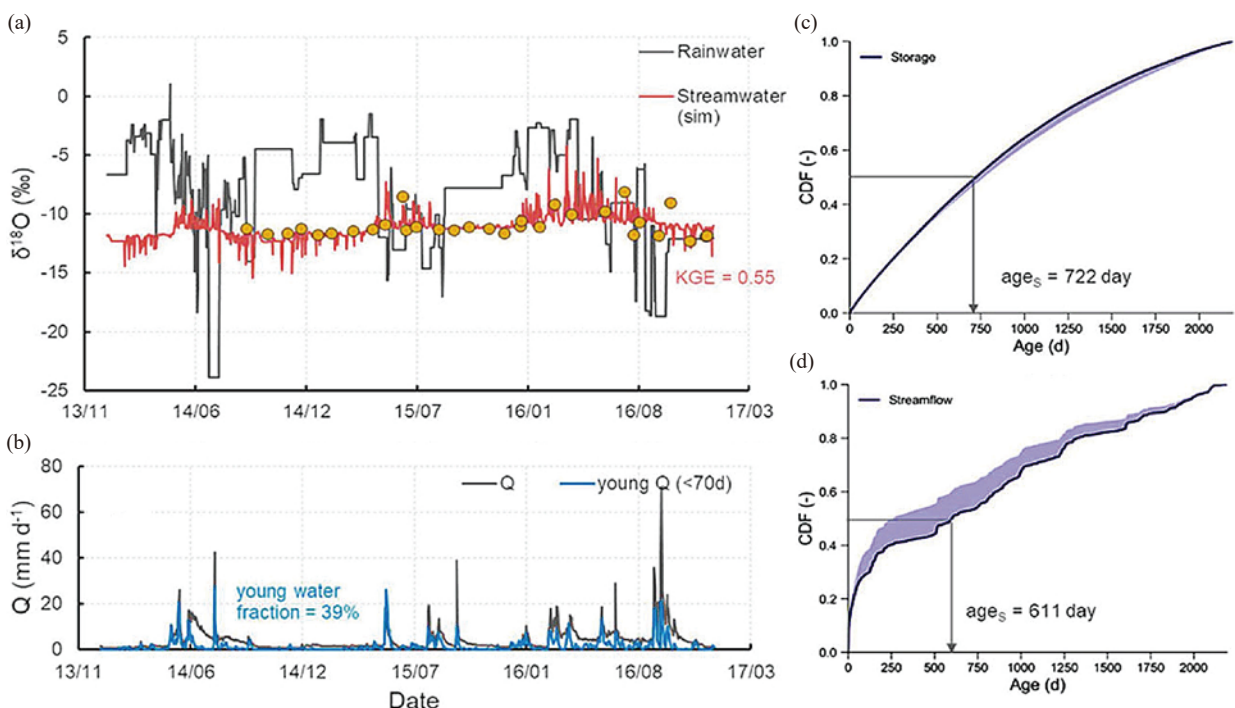 (a)
5
0
-5
-10
-15
-20
-25
δ¹⁸O (‰)
Rainwater
Streamwater
(sim)
KGE = 0.55
13/11
14/06
14/12
15/07
16/01
16/08
17/03
(b)
80
60
40
20
0
Q (mm d⁻¹)
Q
young Q (<70d)
young water
fraction = 39%
13/11
14/06
14/12
15/07
16/01
16/08
17/03
Date
(c)
1.0
0.8
0.6
0.4
0.2
0.0
CDF (-)
Storage
ageₛ = 722 day
0
250
500
750
1000
1250
1500
1750
2000
Age (d)
(d)
1.0
0.8
0.6
0.4
0.2
0.0
CDF (-)
Streamflow
ageₛ = 611 day
0
250
500
750
1000
1250
1500
1750
2000
Age (d)